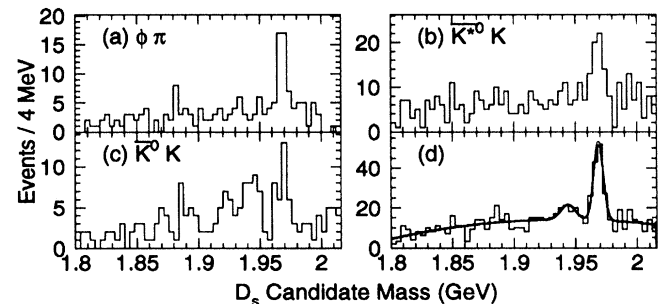 (a) ϕ π
(b) K̅*⁰ K
(c) K̅⁰ K
(d)
Events / 4 MeV
15
10
5
0
20
10
0
10
5
0
40
20
0
1.8 1.85 1.9 1.95 2
1.8 1.85 1.9 1.95 2
Dₛ Candidate Mass (GeV)